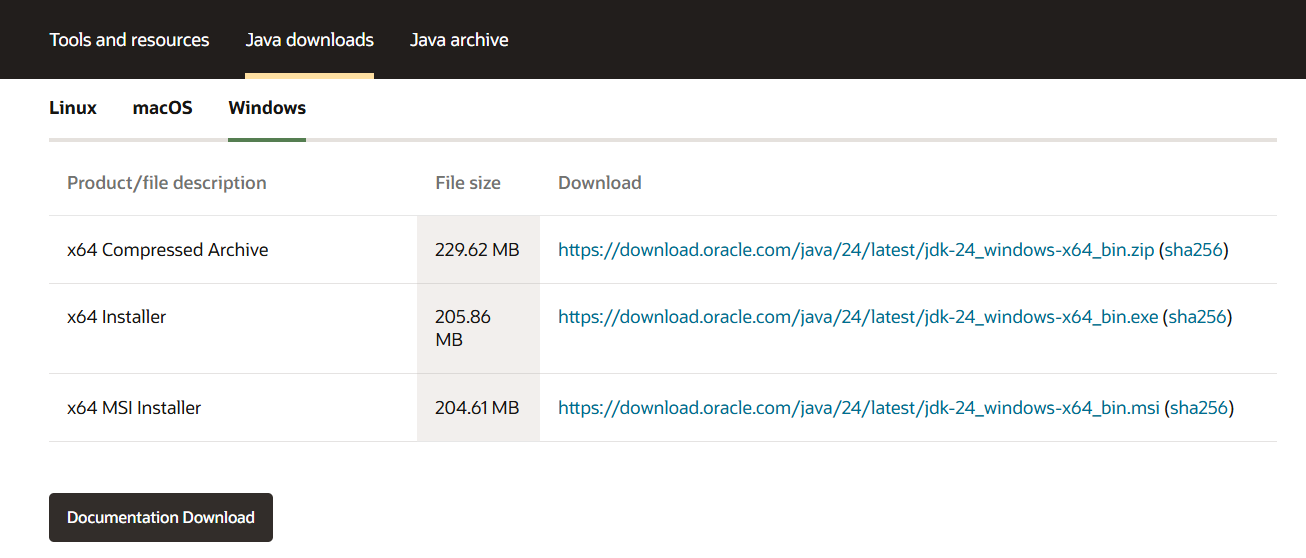 Tools and resources Java downloads Java archive
Linux macOS Windows
Product/file description File size Download
x64 Compressed Archive 229.62 MB https://download.oracle.com/java/24/latest/jdk-24_windows-x64_bin.zip (sha256)
x64 Installer 205.86 https://download.oracle.com/java/24/latest/jdk-24_windows-x64_bin.exe (sha256)
MB
x64 MSI Installer 204.61 MB https://download.oracle.com/java/24/latest/jdk-24_windows-x64_bin.msi (sha256)
Documentation Download